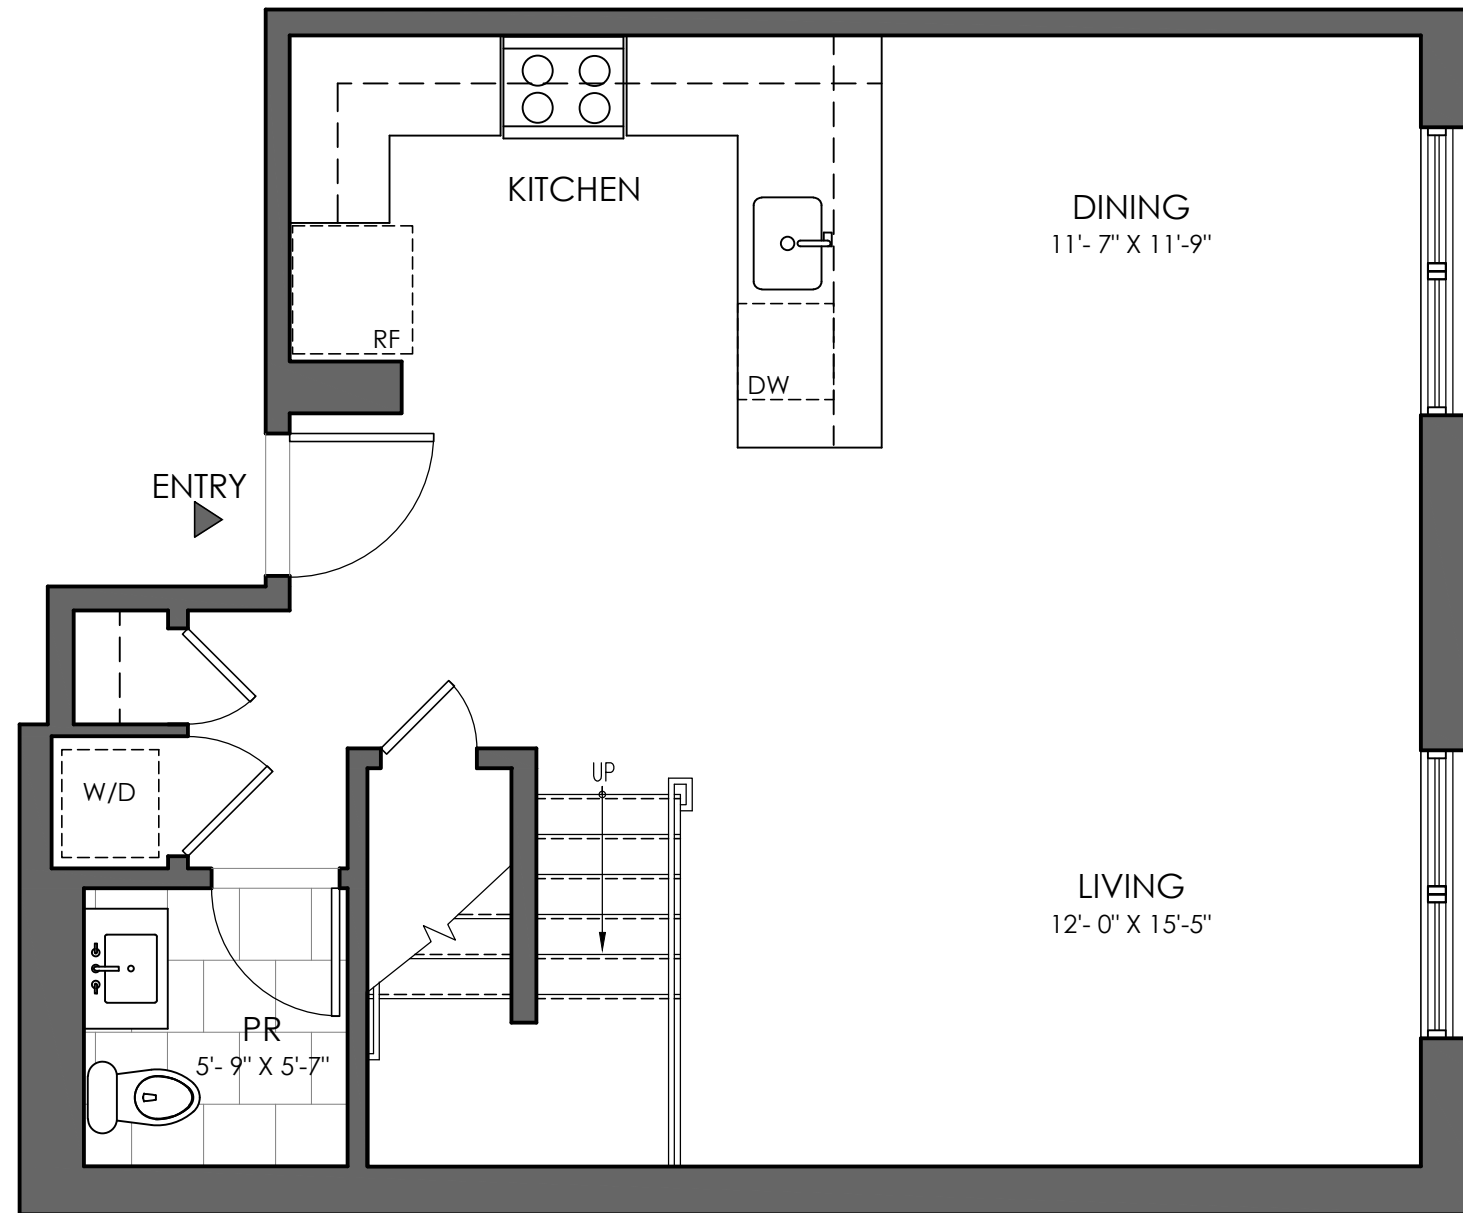 KITCHEN
DINING
11'- 7" X 11'-9"
RF
DW
ENTRY
UP
W/D
LIVING
12'- 0" X 15'-5"
PR
5'- 9" X 5'-7"